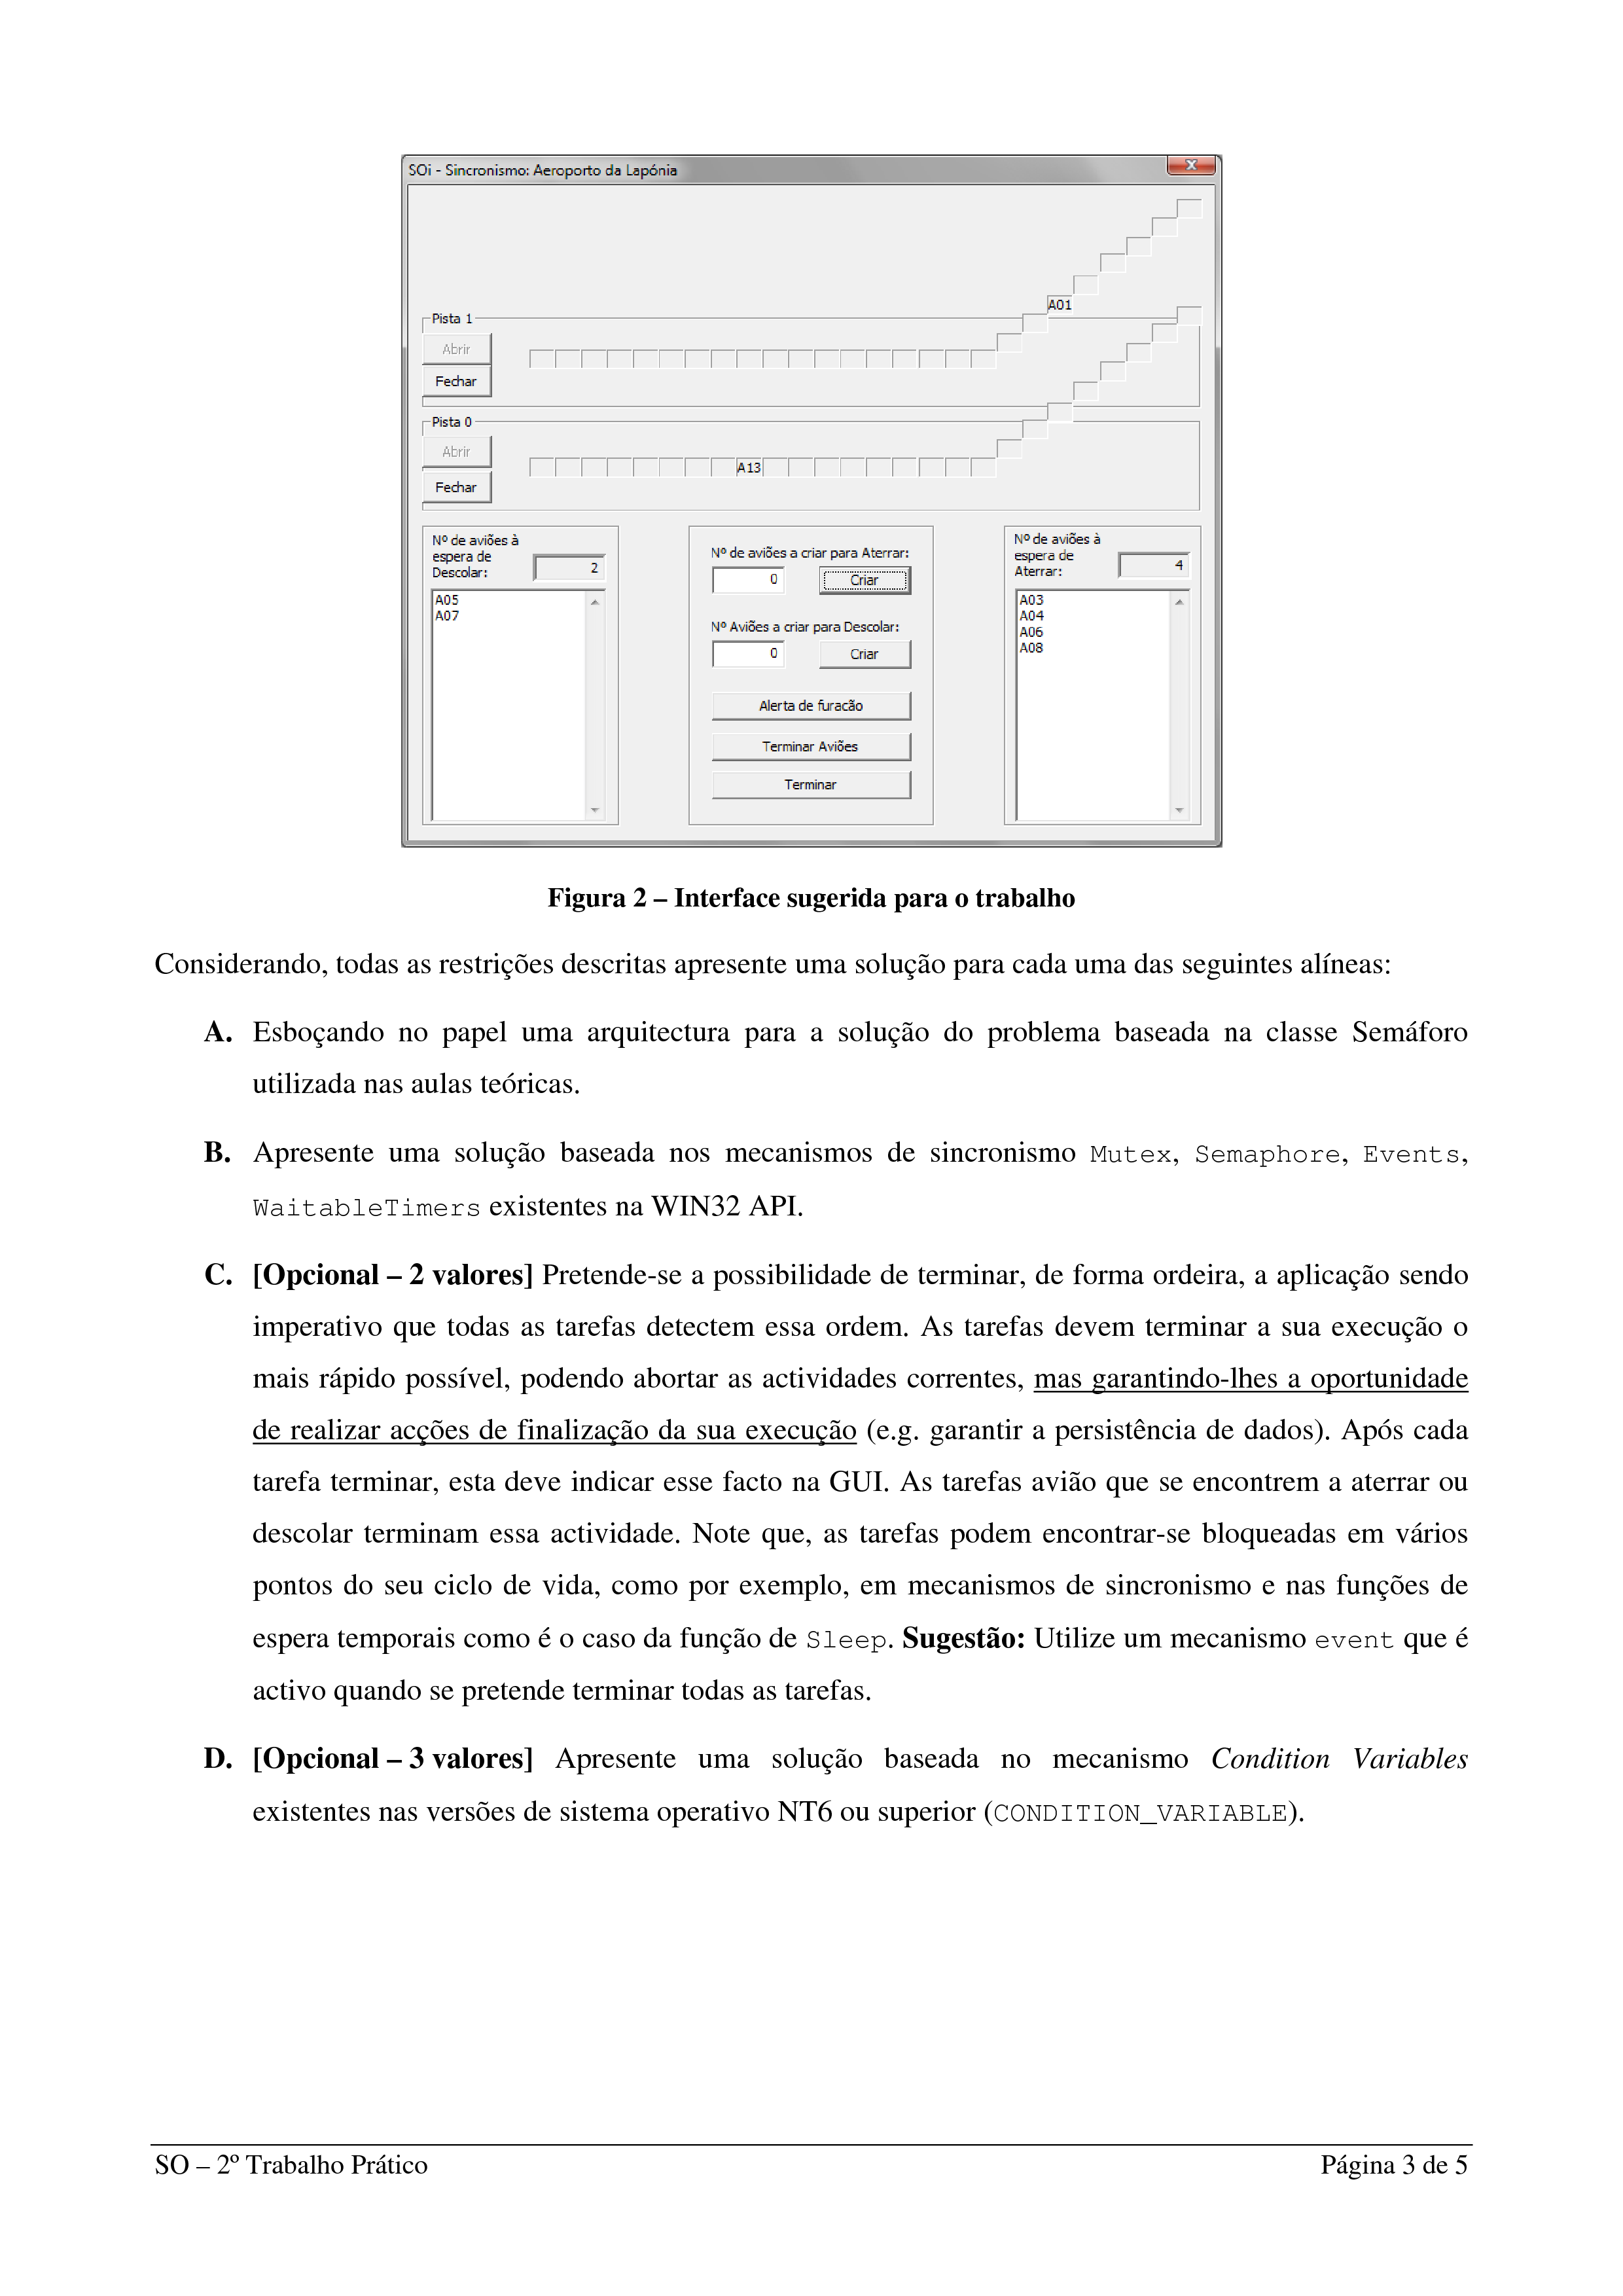 SOi - Sincronismo: Aeroporto da Lapónia
A01
Pista 1
Abrir
Fechar
Pista 0
Abrir
A13
Fechar
Nº de aviões à
espera de
Descolar:
2
A05
A07
Nº de aviões a criar para Aterrar:
0
Criar
Nº Aviões a criar para Descolar:
0
Criar
Alerta de furacão
Terminar Aviões
Terminar
Nº de aviões à
espera de
Aterrar:
4
A03
A04
A06
A08
Figura 2 – Interface sugerida para o trabalho
Considerando, todas as restrições descritas apresente uma solução para cada uma das seguintes alíneas:
A. Esboçando no papel uma arquitectura para a solução do problema baseada na classe Semáforo
utilizada nas aulas teóricas.
B. Apresente uma solução baseada nos mecanismos de sincronismo Mutex, Semaphore, Events,
WaitableTimers existentes na WIN32 API.
C. [Opcional – 2 valores] Pretende-se a possibilidade de terminar, de forma ordeira, a aplicação sendo
imperativo que todas as tarefas detectem essa ordem. As tarefas devem terminar a sua execução o
mais rápido possível, podendo abortar as actividades correntes, mas garantindo-lhes a oportunidade
de realizar acções de finalização da sua execução (e.g. garantir a persistência de dados). Após cada
tarefa terminar, esta deve indicar esse facto na GUI. As tarefas avião que se encontrem a aterrar ou
descolar terminam essa actividade. Note que, as tarefas podem encontrar-se bloqueadas em vários
pontos do seu ciclo de vida, como por exemplo, em mecanismos de sincronismo e nas funções de
espera temporais como é o caso da função de Sleep. Sugestão: Utilize um mecanismo event que é
activo quando se pretende terminar todas as tarefas.
D. [Opcional – 3 valores] Apresente uma solução baseada no mecanismo Condition Variables
existentes nas versões de sistema operativo NT6 ou superior (CONDITION_VARIABLE).
SO – 2º Trabalho Prático
Página 3 de 5